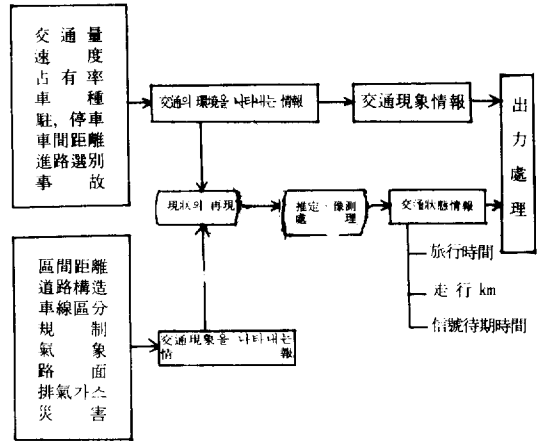 交通量
速度
占有率
車種
駐, 停車
車間距離
進路選別
事故
交通의 環境을 나타내는 情報
交通現象情報
出力處理
現狀의 再現
推定·像測
處理
交通狀態情報
旅行時間
走行 km
信號待期時間
區間距離
道路構造
車線區分
規制
氣象
路面
排氣가스
災害
交通現象을 나타내는
情報